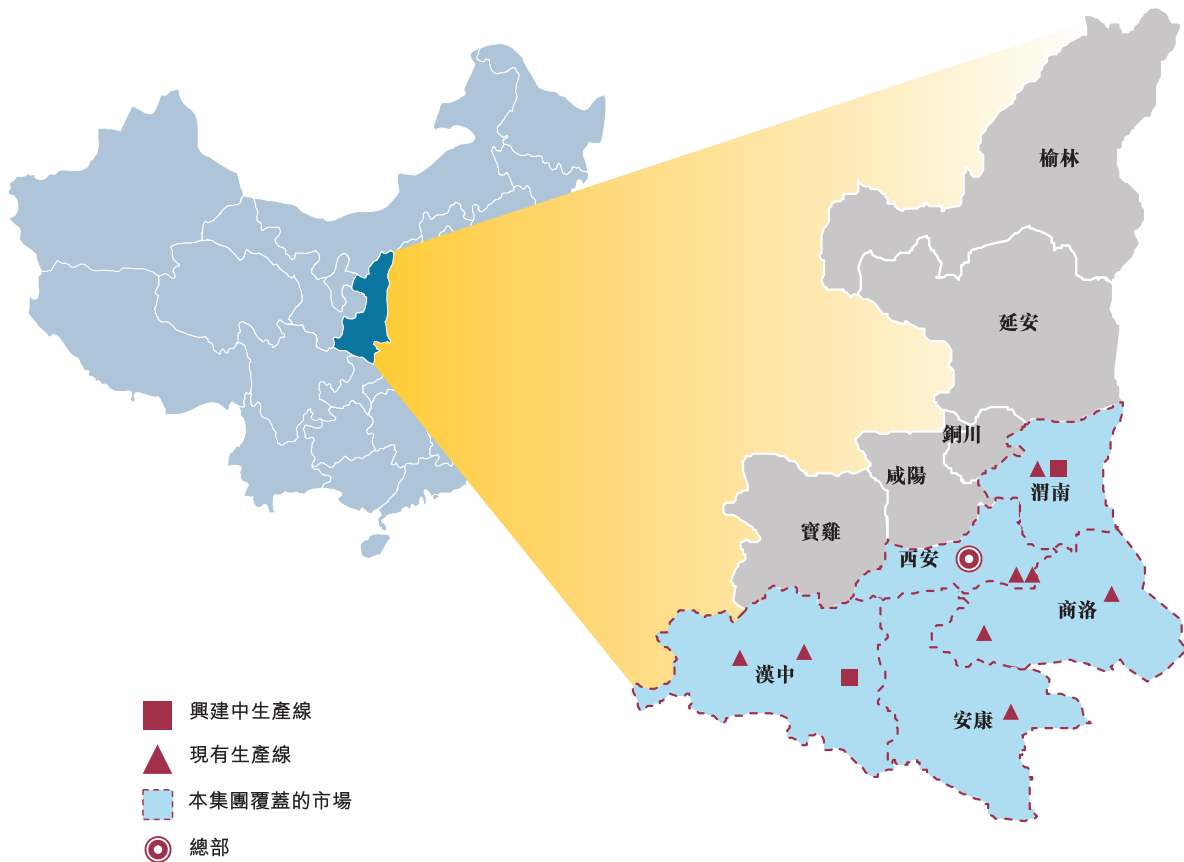 榆林
延安
銅川
咸陽
渭南
寶雞
西安
商洛
漢中
安康
興建中生產線
現有生產線
本集團覆蓋的市場
總部